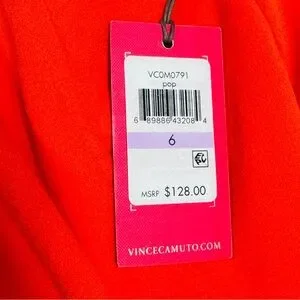 VC0M0791
pop
6 89886 43208 4
6
MSRP $128.00
VINCECAMUTO.COM